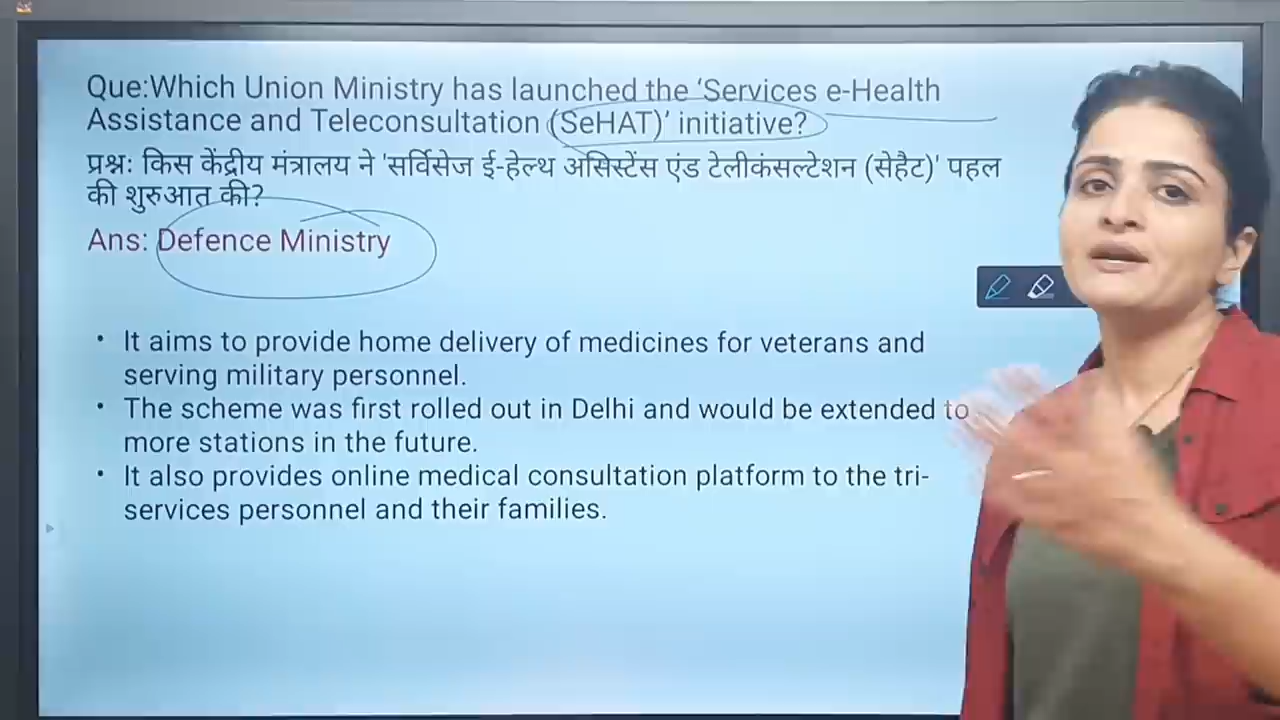 Que:Which Union Ministry has launched the ‘Services e-Health
Assistance and Teleconsultation (SeHAT)’ initiative?
प्रश्न: किस केंद्रीय मंत्रालय ने 'सर्विसेज ई-हेल्थ असिस्टेंस एंड टेलीकंसल्टेशन (सेहैट)' पहल
की शुरुआत की?
Ans: Defence Ministry
• It aims to provide home delivery of medicines for veterans and
serving military personnel.
• The scheme was first rolled out in Delhi and would be extended to
more stations in the future.
• It also provides online medical consultation platform to the tri-
services personnel and their families.